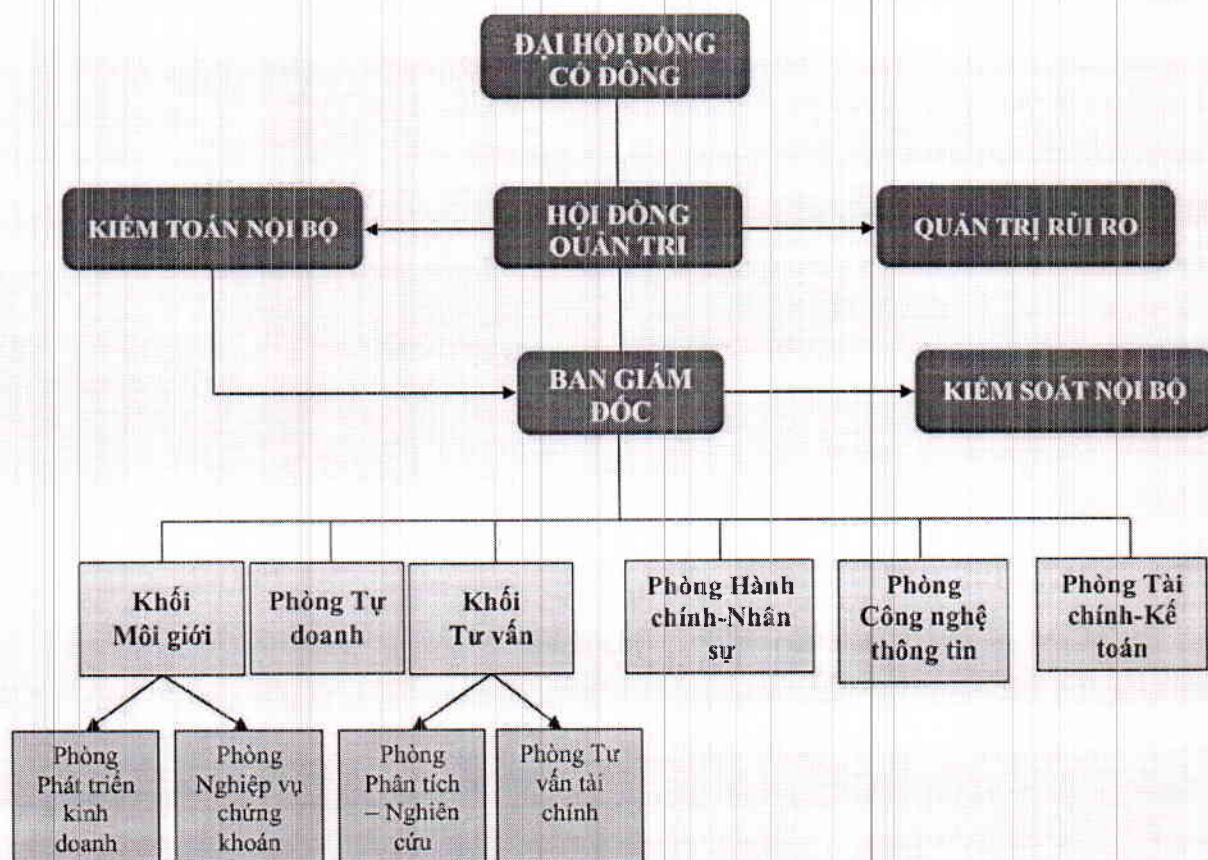 ĐẠI HỘI ĐỒNG
CỔ ĐÔNG
KIỂM TOÁN NỘI BỘ
HỘI ĐỒNG
QUẢN TRI
QUẢN TRỊ RỦI RO
BAN GIÁM
ĐỐC
KIỂM SOÁT NỘI BỘ
Khối
Môi giới
Phòng Tự
doanh
Khối
Tư vấn
Phòng Hành
chính-Nhân
sự
Phòng
Công nghệ
thông tin
Phòng Tài
chính-Kế
toán
Phòng
Phát triển
kinh
doanh
Phòng
Nghiệp vụ
chứng
khoán
Phòng
Phân tích
– Nghiên
cứu
Phòng Tư
vấn tài
chính